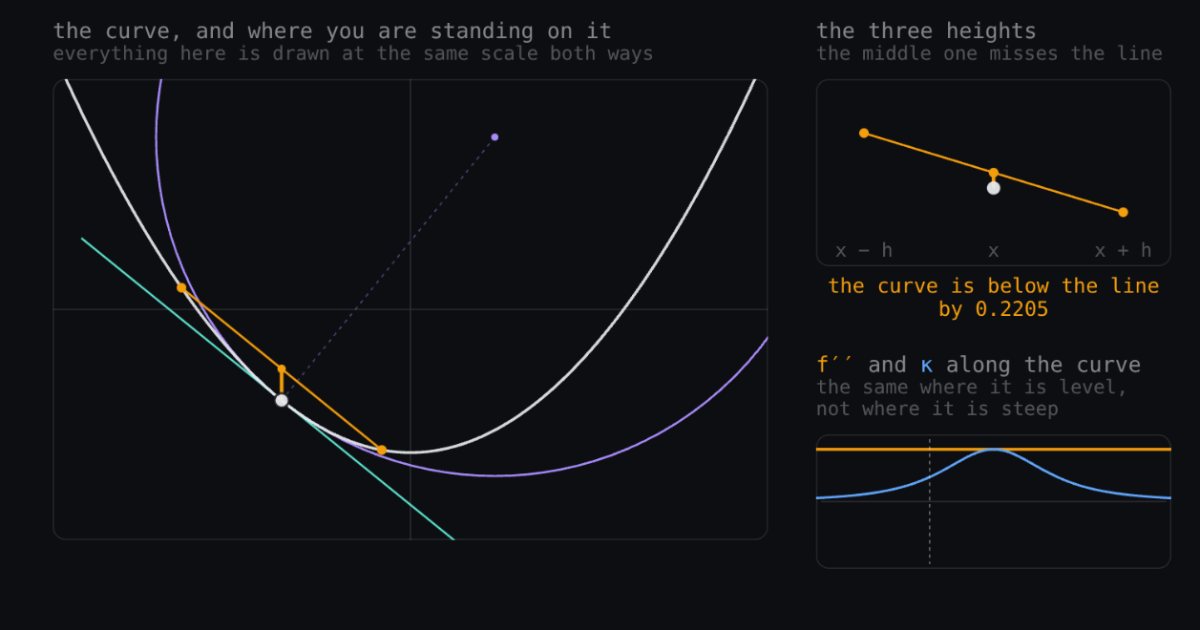 the curve, and where you are standing on it
everything here is drawn at the same scale both ways
the three heights
the middle one misses the line
x − h
x
x + h
the curve is below the line
by 0.2205
f′′ and κ along the curve
the same where it is level,
not where it is steep